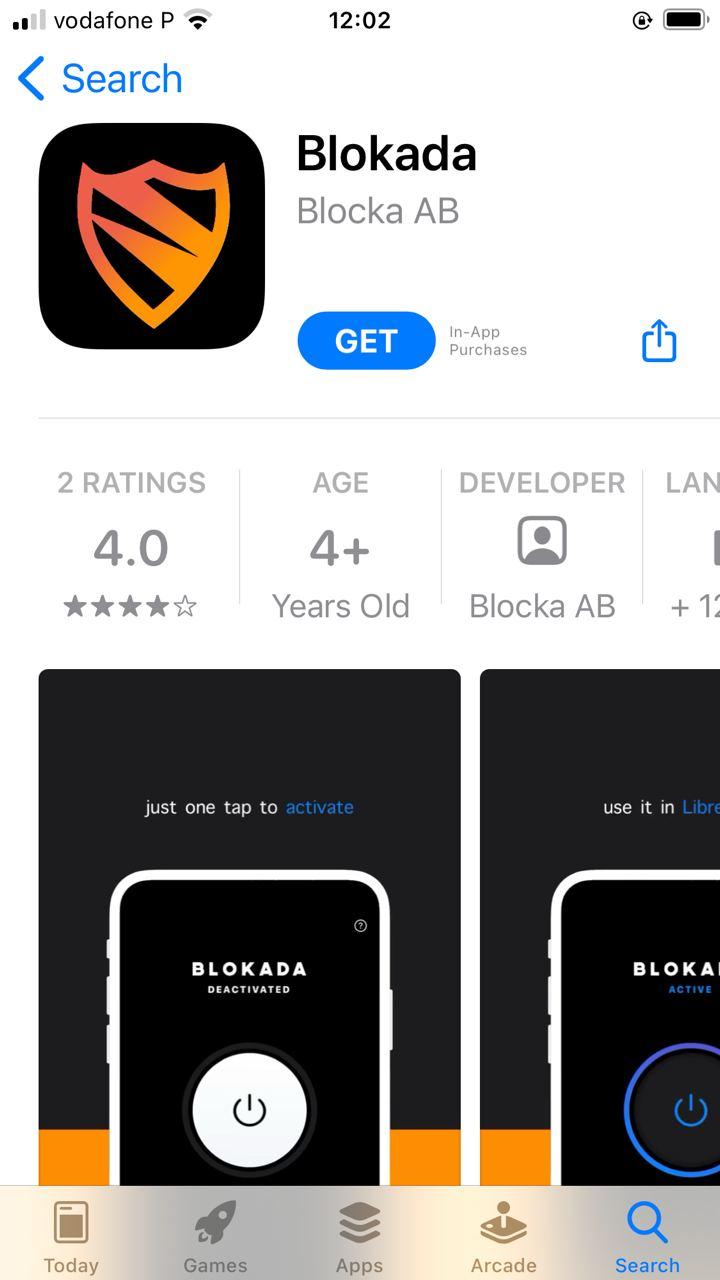 vodafone P 12:02
Search
Blokada
Blocka AB
GET
In-App
Purchases
2 RATINGS
4.0
AGE
4+
Years Old
DEVELOPER
Blocka AB
LAN
+ 12
just one tap to activate
BLOKADA
DEACTIVATED
use it in Libre
BLOKA
ACTIVE
Today
Games
Apps
Arcade
Search